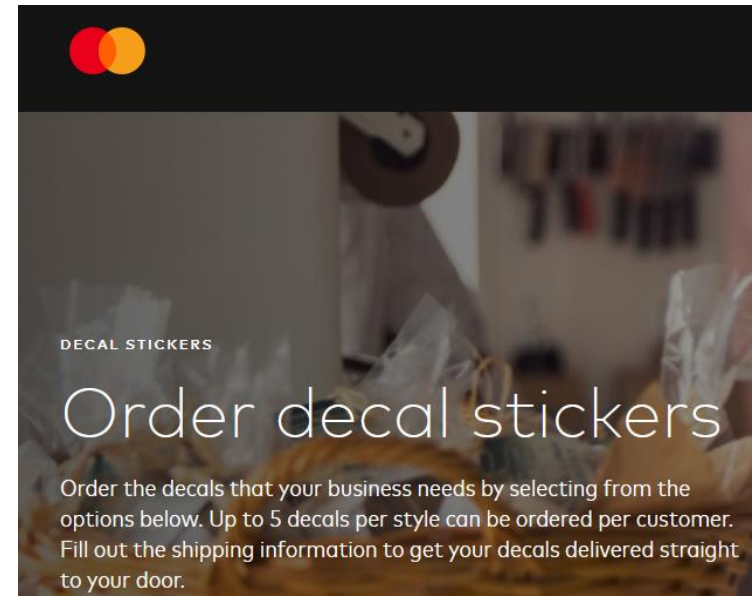 DECAL STICKERS
Order decal stickers
Order the decals that your business needs by selecting from the
options below. Up to 5 decals per style can be ordered per customer.
Fill out the shipping information to get your decals delivered straight
to your door.